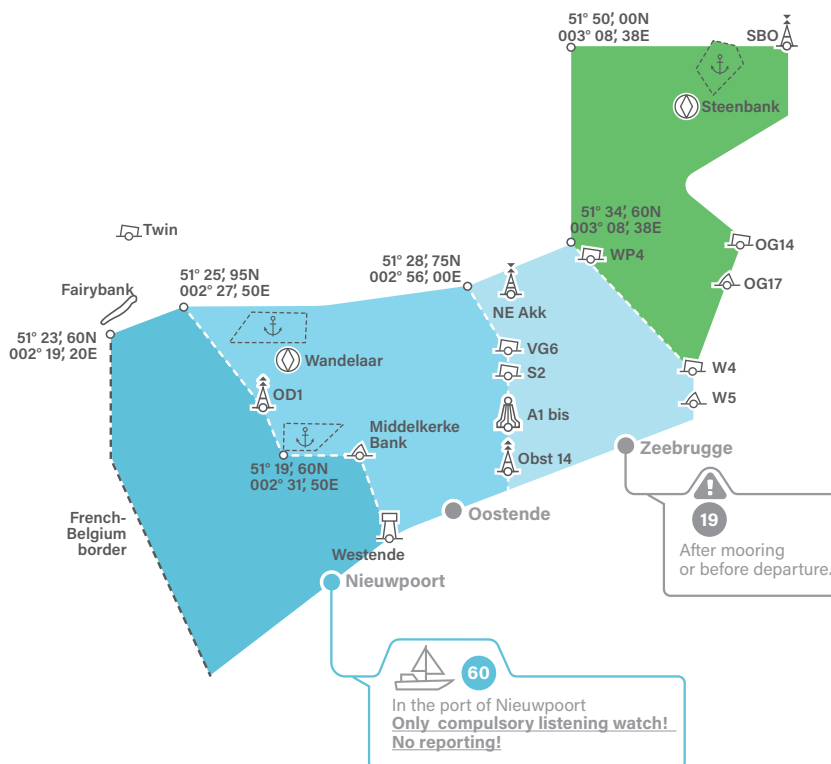 51° 50', 00N
003° 08', 38E
SBO
Steenbank
51° 34', 60N
003° 08', 38E
WP4
OG14
OG17
Twin
51° 25', 95N
002° 27', 50E
51° 28', 75N
002° 56', 00E
Fairybank
51° 23', 60N
002° 19', 20E
NE Akk
Wandelaar
VG6
S2
W4
OD1
W5
A1 bis
Middelkerke
Bank
Obst 14
Zeebrugge
51° 19', 60N
002° 31', 50E
French-
Belgium
border
Oostende
19
After mooring
or before departure.
Westende
Nieuwpoort
60
In the port of Nieuwpoort
Only compulsory listening watch!
No reporting!